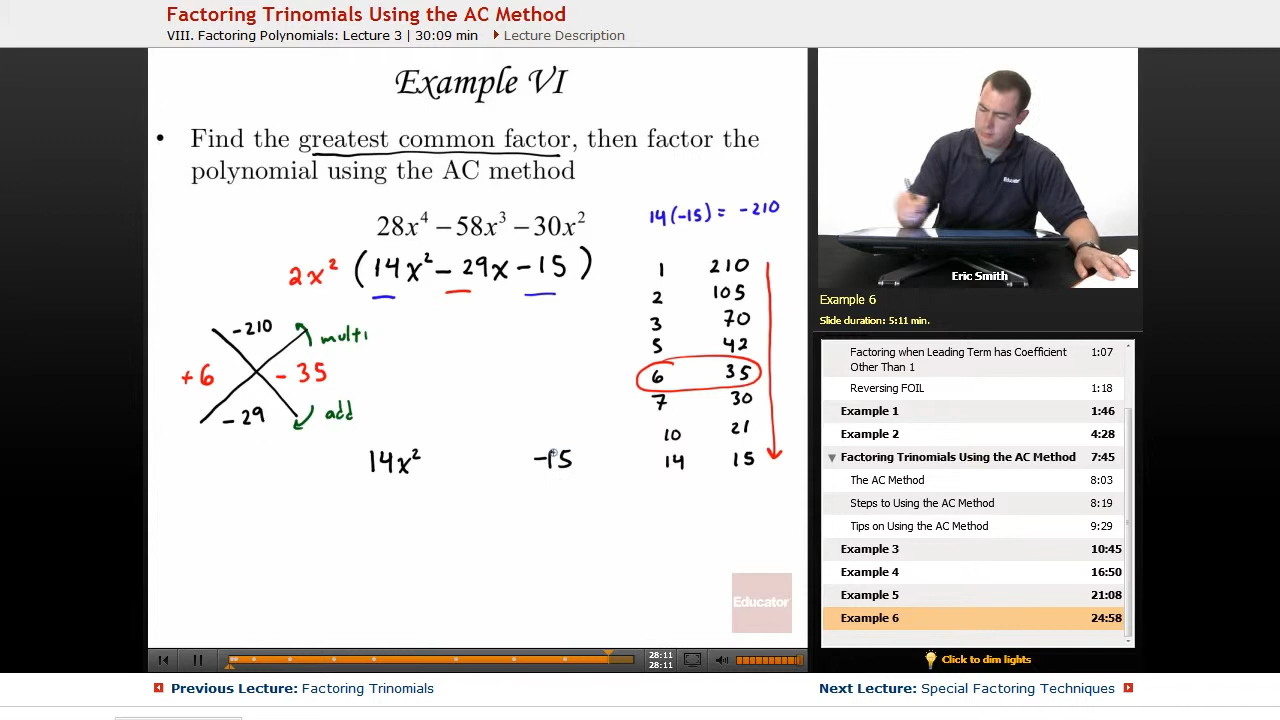 Factoring Trinomials Using the AC Method
VIII. Factoring Polynomials: Lecture 3 | 30:09 min
Lecture Description
Example VI
• Find the greatest common factor, then factor the
polynomial using the AC method
28x⁴ − 58x³ − 30x²
14(-15) = -210
2x² (14x² - 29x - 15)
1 210
2 105
3 70
5 42
6 35
7 30
10 21
14 15
-210
multi
+6
- 35
- 29
add
14x² -15
Educator
Educator
Eric Smith
Example 6
Slide duration: 5:11 min.
Factoring when Leading Term has Coefficient
Other Than 1 1:07
Reversing FOIL 1:18
Example 1 1:46
Example 2 4:28
Factoring Trinomials Using the AC Method 7:45
The AC Method 8:03
Steps to Using the AC Method 8:19
Tips on Using the AC Method 9:29
Example 3 10:45
Example 4 16:50
Example 5 21:08
Example 6 24:58
28:11
28:11
Click to dim lights
Previous Lecture: Factoring Trinomials
Next Lecture: Special Factoring Techniques